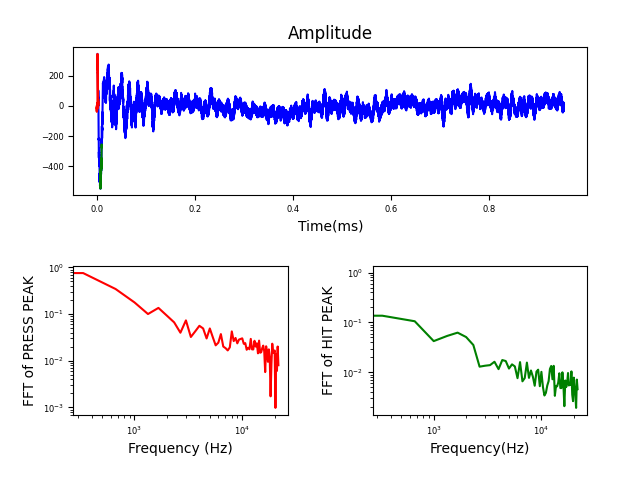 Amplitude
200
0
−200
−400
0.0 0.2 0.4 0.6 0.8
Time(ms)
FFT of PRESS PEAK
10⁰
10⁻¹
10⁻²
10⁻³
10³ 10⁴
Frequency (Hz)
FFT of HIT PEAK
10⁰
10⁻¹
10⁻²
10³ 10⁴
Frequency(Hz)